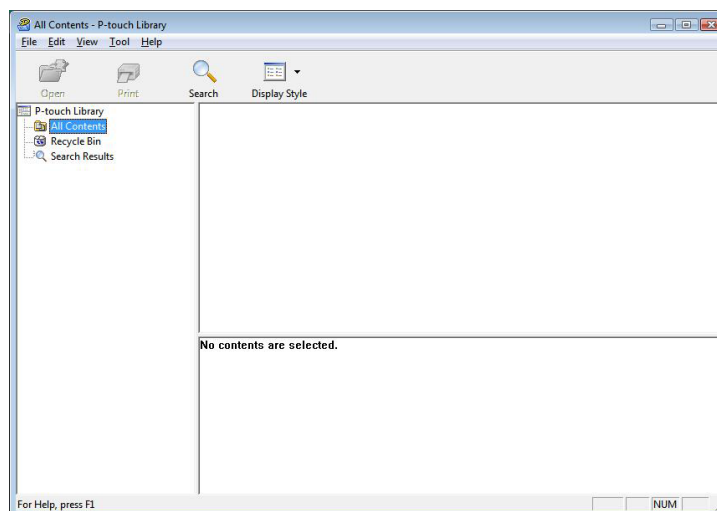 All Contents - P-touch Library
File Edit View Tool Help
Open Print Search Display Style
P-touch Library
All Contents
Recycle Bin
Search Results
No contents are selected.
For Help, press F1 NUM